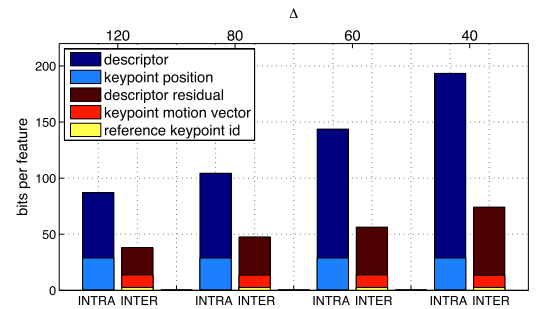 Δ
120 80 60 40
200
150
100
50
0
bits per feature
descriptor
keypoint position
descriptor residual
keypoint motion vector
reference keypoint id
INTRA INTER INTRA INTER INTRA INTER INTRA INTER